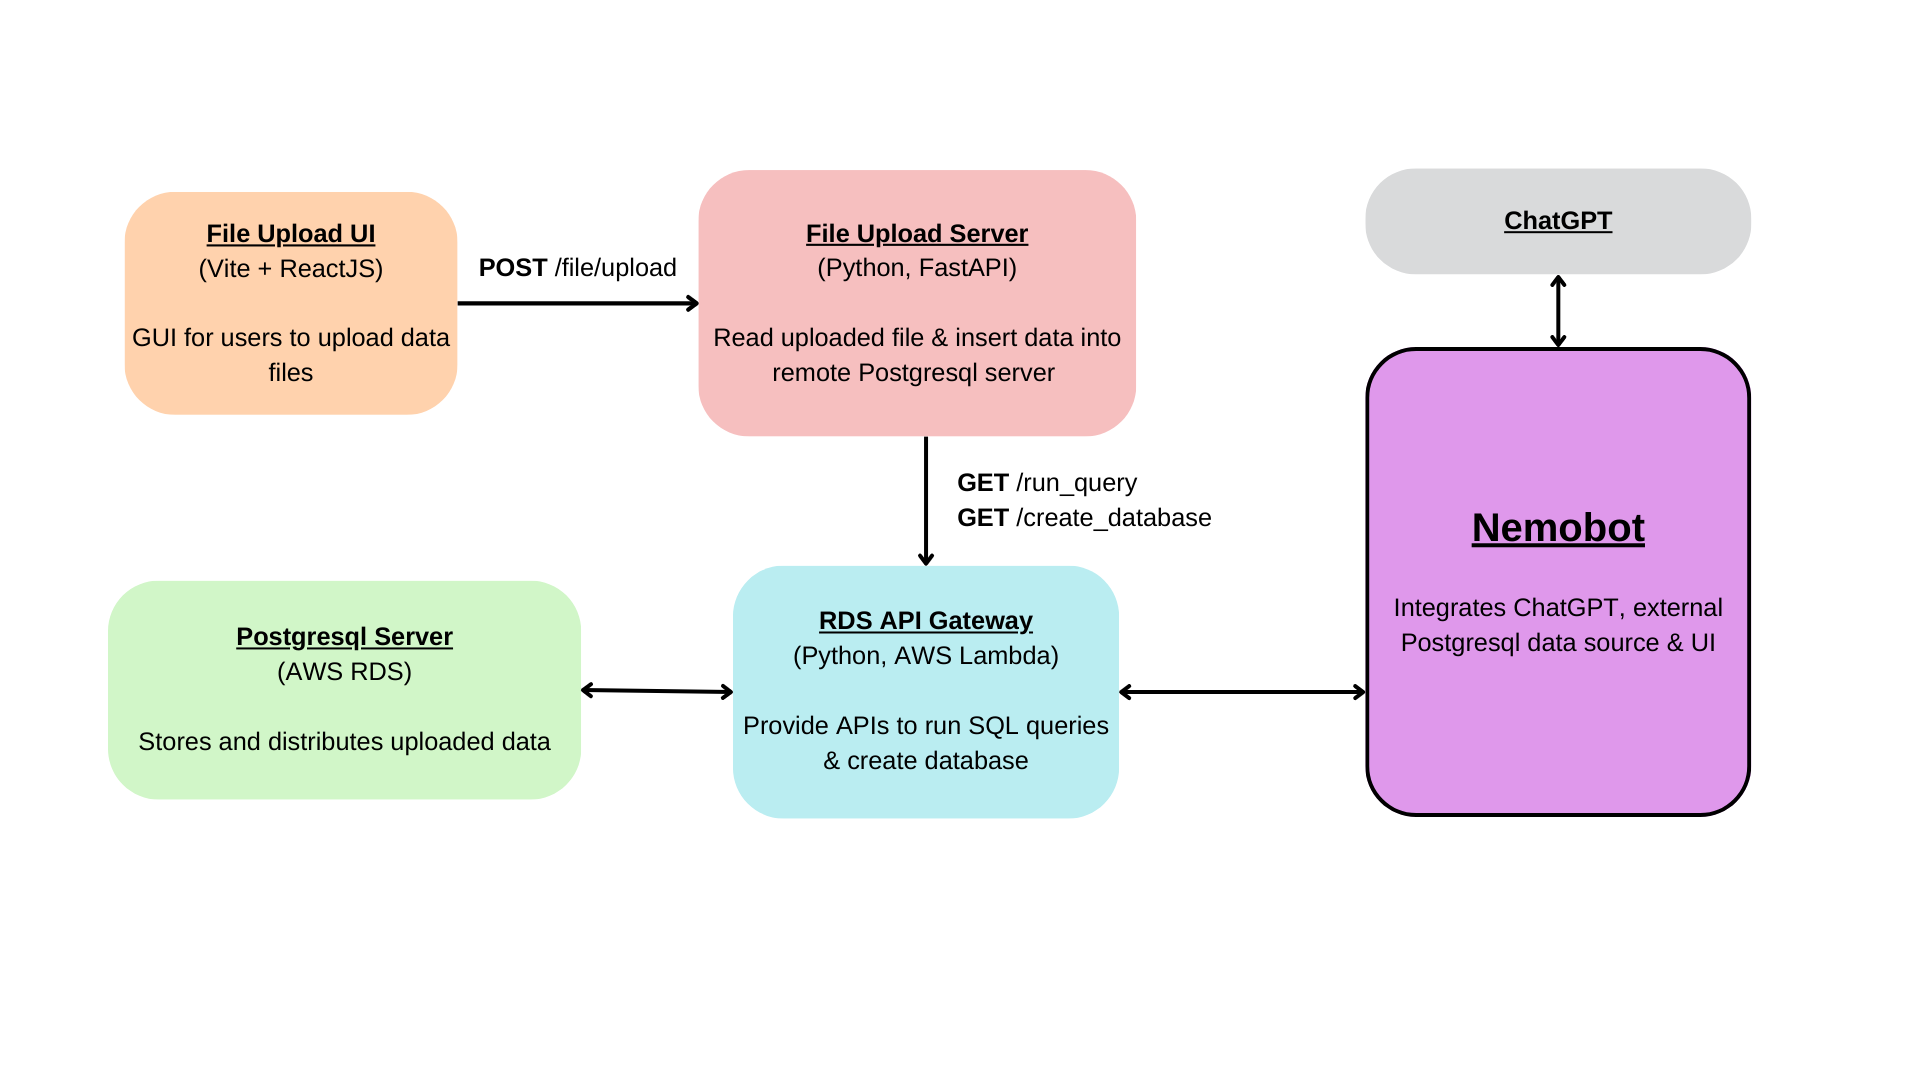 File Upload UI
(Vite + ReactJS)
GUI for users to upload data
files
POST /file/upload
File Upload Server
(Python, FastAPI)
Read uploaded file & insert data into
remote Postgresql server
ChatGPT
GET /run_query
GET /create_database
Nemobot
Integrates ChatGPT, external
Postgresql data source & UI
Postgresql Server
(AWS RDS)
Stores and distributes uploaded data
RDS API Gateway
(Python, AWS Lambda)
Provide APIs to run SQL queries
& create database